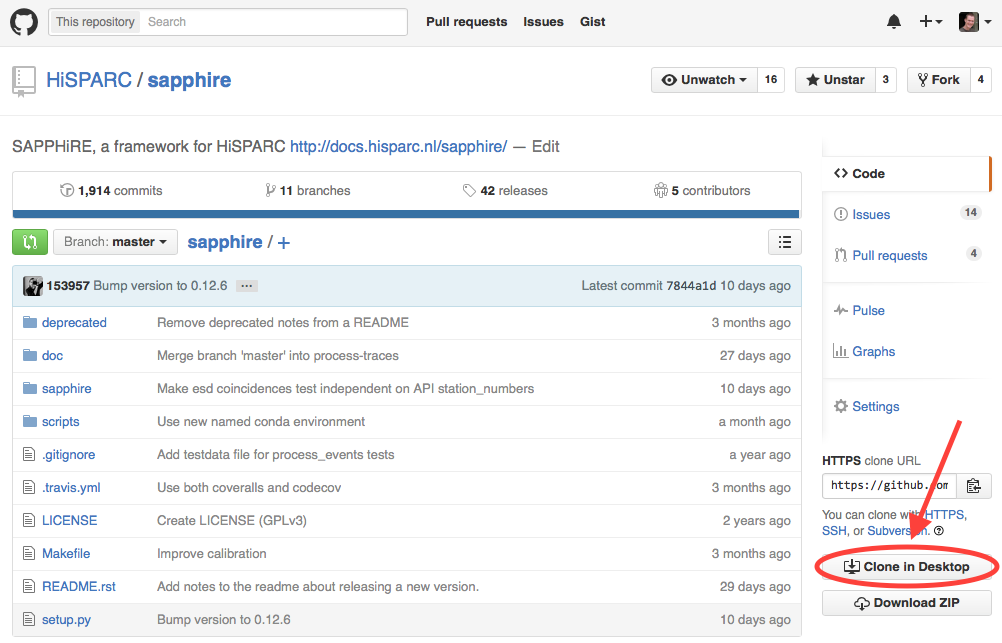 This repository Search Pull requests Issues Gist
HiSPARC / sapphire Unwatch 16 Unstar 3 Fork 4
SAPPHiRE, a framework for HiSPARC http://docs.hisparc.nl/sapphire/ — Edit
1,914 commits 11 branches 42 releases 5 contributors
Branch: master sapphire / +
153957 Bump version to 0.12.6 ... Latest commit 7844a1d 10 days ago
deprecated Remove deprecated notes from a README 3 months ago
doc Merge branch 'master' into process-traces 27 days ago
sapphire Make esd coincidences test independent on API station_numbers 10 days ago
scripts Use new named conda environment a month ago
.gitignore Add testdata file for process_events tests a year ago
.travis.yml Use both coveralls and codecov 3 months ago
LICENSE Create LICENSE (GPLv3) 2 years ago
Makefile Improve calibration 3 months ago
README.rst Add notes to the readme about releasing a new version. 29 days ago
setup.py Bump version to 0.12.6 10 days ago
Code
Issues 14
Pull requests 4
Pulse
Graphs
Settings
HTTPS clone URL
https://github.com
You can clone with HTTPS,
SSH, or Subversion.
Clone in Desktop
Download ZIP